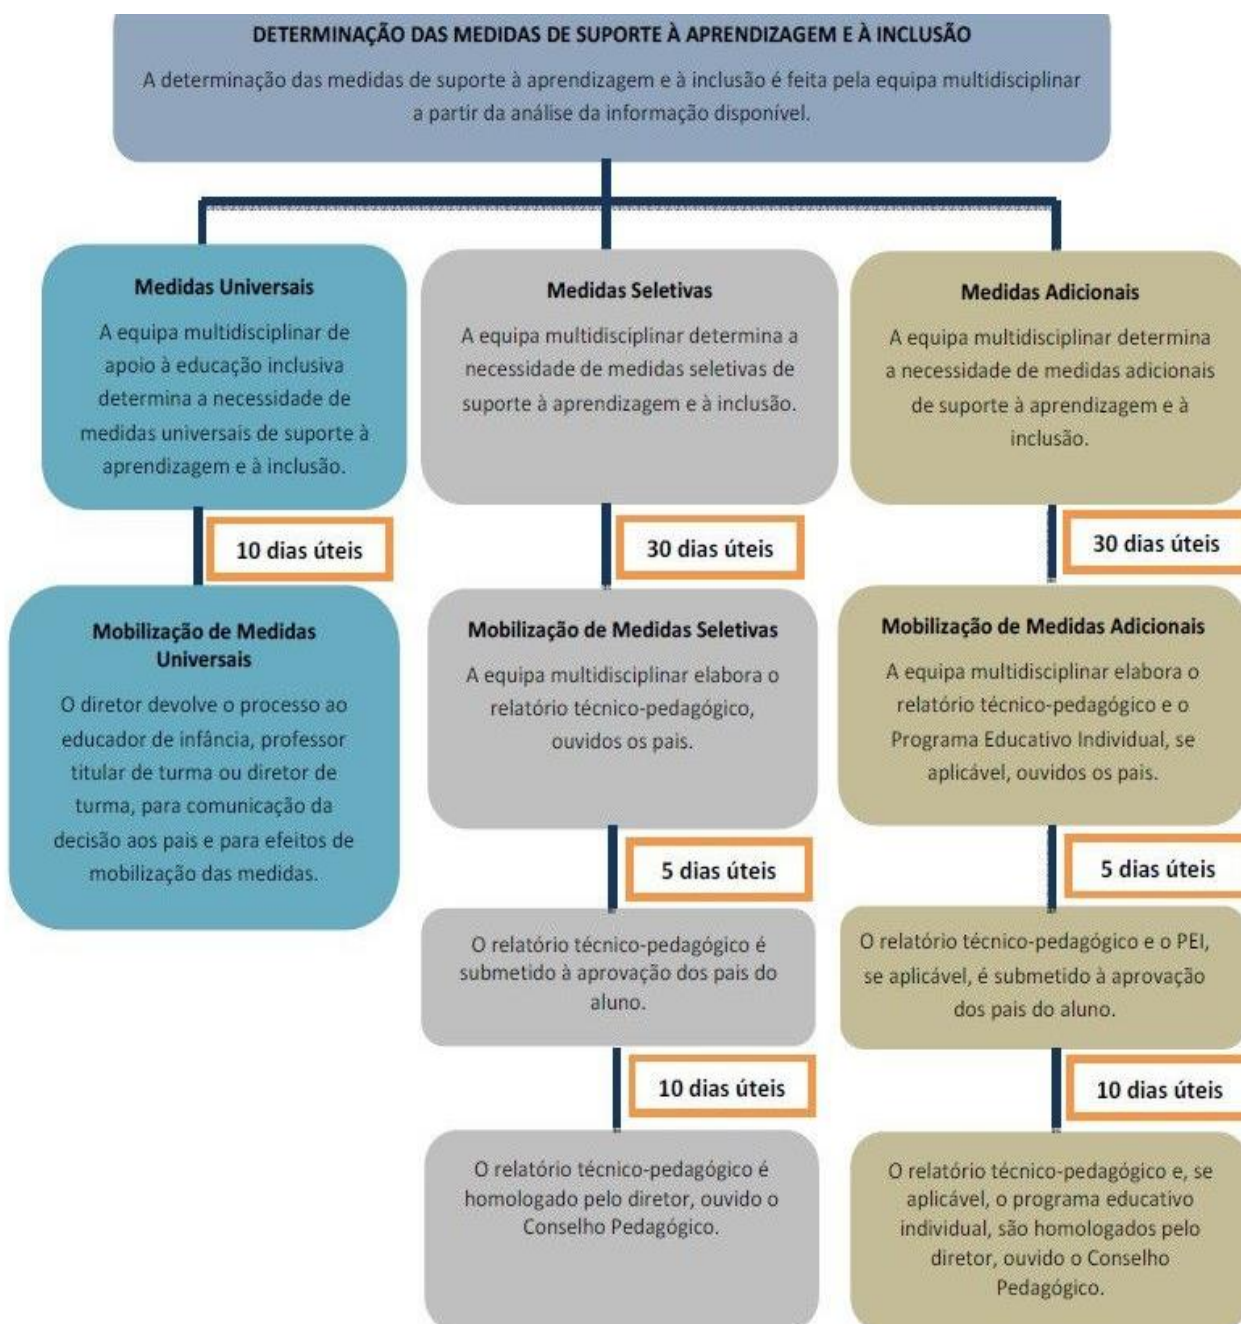 DETERMINAÇÃO DAS MEDIDAS DE SUPORTE À APRENDIZAGEM E À INCLUSÃO
A determinação das medidas de suporte à aprendizagem e à inclusão é feita pela equipa multidisciplinar
a partir da análise da informação disponível.
Medidas Universais
A equipa multidisciplinar de
apoio à educação inclusiva
determina a necessidade de
medidas universais de suporte à
aprendizagem e à inclusão.
10 dias úteis
Mobilização de Medidas
Universais
O diretor devolve o processo ao
educador de infância, professor
titular de turma ou diretor de
turma, para comunicação da
decisão aos pais e para efeitos de
mobilização das medidas.
Medidas Seletivas
A equipa multidisciplinar determina a
necessidade de medidas seletivas de
suporte à aprendizagem e à inclusão.
30 dias úteis
Mobilização de Medidas Seletivas
A equipa multidisciplinar elabora o
relatório técnico-pedagógico,
ouvidos os pais.
5 dias úteis
O relatório técnico-pedagógico é
submetido à aprovação dos pais do
aluno.
10 dias úteis
O relatório técnico-pedagógico é
homologado pelo diretor, ouvido o
Conselho Pedagógico.
Medidas Adicionais
A equipa multidisciplinar determina
a necessidade de medidas adicionais
de suporte à aprendizagem e à
inclusão.
30 dias úteis
Mobilização de Medidas Adicionais
A equipa multidisciplinar elabora o
relatório técnico-pedagógico e o
Programa Educativo Individual, se
aplicável, ouvidos os pais.
5 dias úteis
O relatório técnico-pedagógico e o PEI,
se aplicável, é submetido à aprovação
dos pais do aluno.
10 dias úteis
O relatório técnico-pedagógico e, se
aplicável, o programa educativo
individual, são homologados pelo
diretor, ouvido o Conselho
Pedagógico.